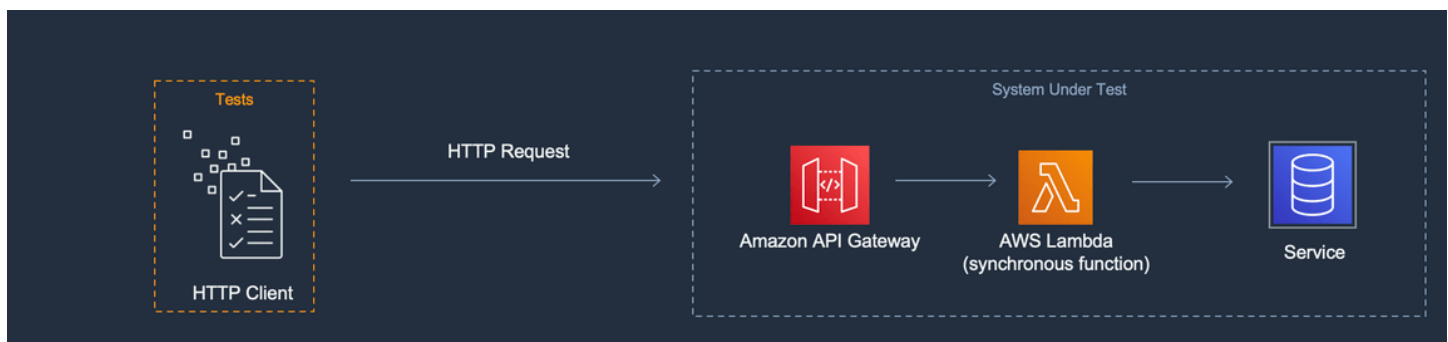 Tests
HTTP Client
HTTP Request
System Under Test
Amazon API Gateway
AWS Lambda
(synchronous function)
Service